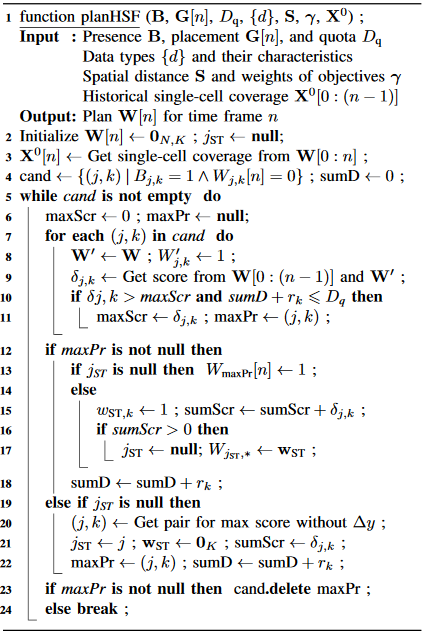 1 function planHSF (B, G[n], D_q, {d}, S, γ, X⁰) ;
Input : Presence B, placement G[n], and quota D_q
Data types {d} and their characteristics
Spatial distance S and weights of objectives γ
Historical single-cell coverage X⁰[0 : (n − 1)]
Output: Plan W[n] for time frame n
2 Initialize W[n] ← 0_{N,K} ; j_ST ← null;
3 X⁰[n] ← Get single-cell coverage from W[0 : n] ;
4 cand ← {(j, k) | B_{j,k} = 1 ∧ W_{j,k}[n] = 0} ; sumD ← 0 ;
5 while cand is not empty do
6 maxScr ← 0 ; maxPr ← null;
7 for each (j, k) in cand do
8 W′ ← W ; W′_{j,k} ← 1 ;
9 δ_{j,k} ← Get score from W[0 : (n − 1)] and W′ ;
10 if δj, k > maxScr and sumD + r_k ⩽ D_q then
11 maxScr ← δ_{j,k} ; maxPr ← (j, k) ;
12 if maxPr is not null then
13 if j_ST is null then W_maxPr[n] ← 1 ;
14 else
15 w_{ST,k} ← 1 ; sumScr ← sumScr + δ_{j,k} ;
16 if sumScr > 0 then
17 j_ST ← null; W_{j_ST,*} ← w_ST ;
18 sumD ← sumD + r_k ;
19 else if j_ST is null then
20 (j, k) ← Get pair for max score without Δy ;
21 j_ST ← j ; w_ST ← 0_K ; sumScr ← δ_{j,k} ;
22 maxPr ← (j, k) ; sumD ← sumD + r_k ;
23 if maxPr is not null then cand.delete maxPr ;
24 else break ;